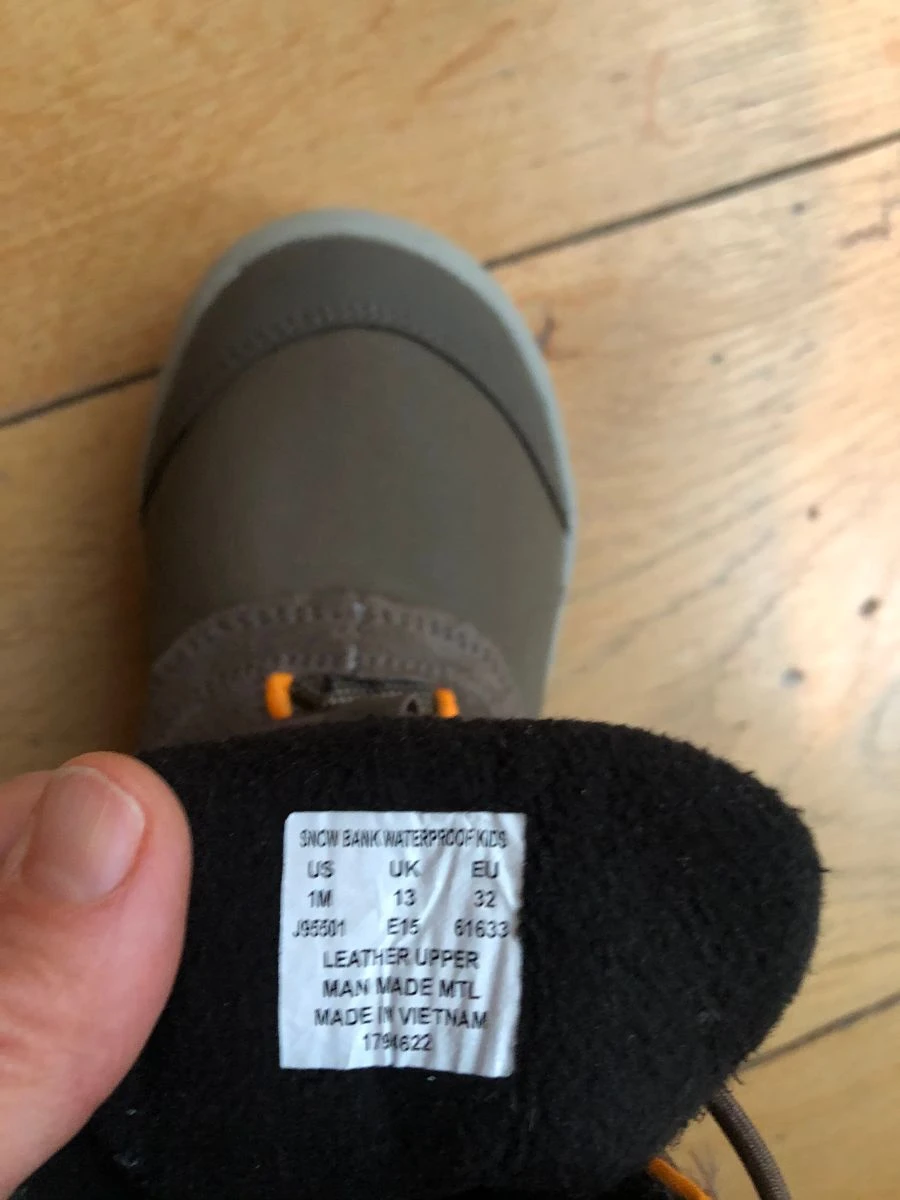 SNOW BANK WATERPROOF KIDS
US UK EU
1M 13 32
J95501 E15 61633
LEATHER UPPER
MAN MADE MTL
MADE IN VIETNAM
1794622